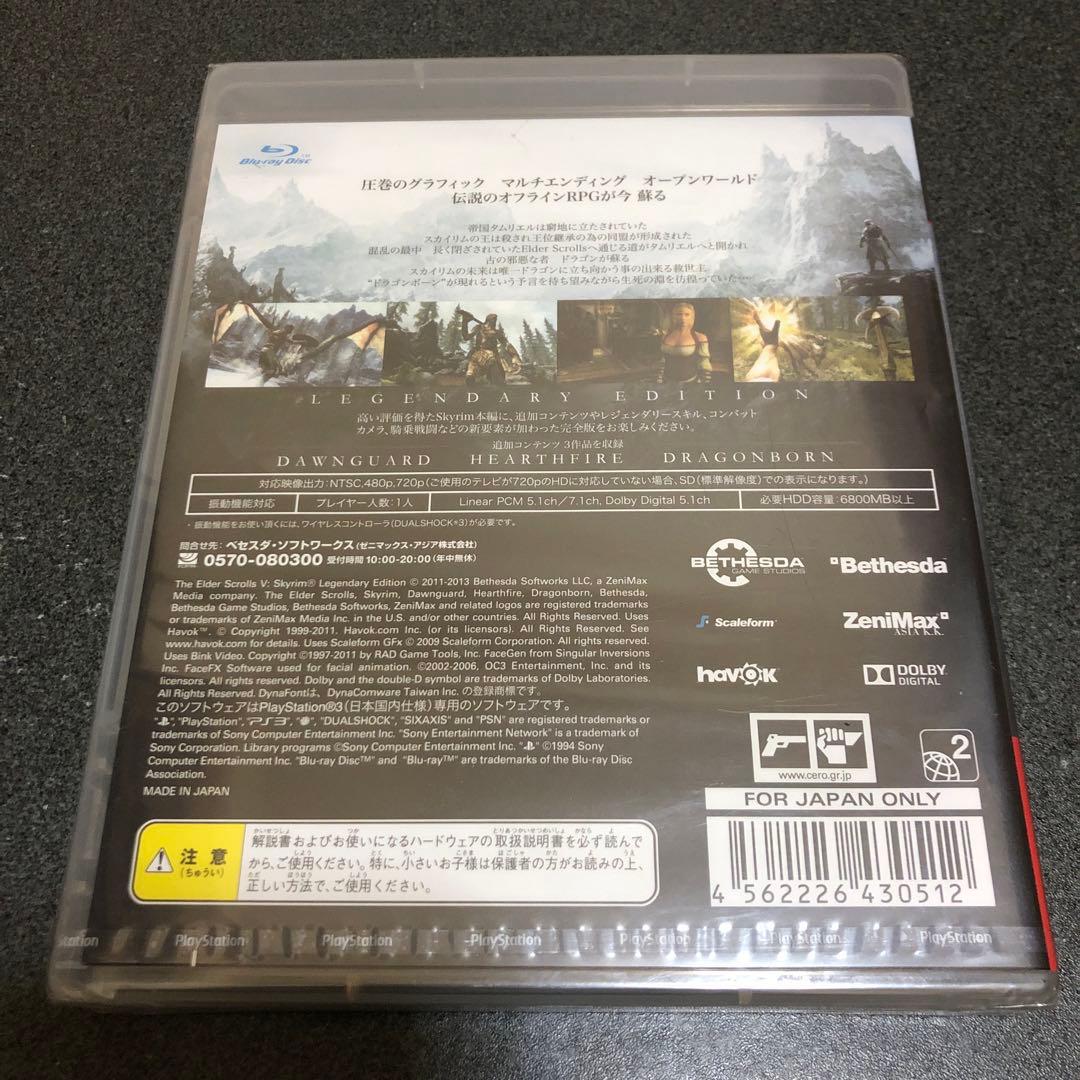 Blu-ray Disc
圧巻のグラフィック マルチエンディング オープンワールド
伝説のオフラインRPGが今 蘇る
帝国タムリエルは窮地に立たされていた
スカイリムの王は殺され王位継承の為の同盟が形成された
混乱の最中 長く閉ざされていたElder Scrollsへ通じる道がタムリエルへと開かれ
古の邪悪な者 ドラゴンが蘇る
スカイリムの未来は唯一ドラゴンに立ち向かう事の出来る救世主
“ドラゴンボーン”が現れるという予言を待ち望みながら生死の淵を彷徨っていた……
LEGENDARY EDITION
高い評価を得たSkyrim本編に、追加コンテンツやレジェンダリースキル、コンバット
カメラ、騎乗戦闘などの新要素が加わった完全版をお楽しみください。
追加コンテンツ 3作品を収録
DAWNGUARD HEARTHFIRE DRAGONBORN
対応映像出力:NTSC,480p,720p(ご使用のテレビが720pのHDに対応していない場合、SD(標準解像度)での表示になります。)
振動機能対応 プレイヤー人数:1人 Linear PCM 5.1ch/7.1ch, Dolby Digital 5.1ch 必要HDD容量:6800MB以上
・振動機能をお使い頂くには、ワイヤレスコントローラ(DUALSHOCK®3)が必要です。
問合せ先:ベセスダ・ソフトワークス(ゼニマックス・アジア株式会社)
0570-080300 受付時間 10:00-20:00(年中無休)
The Elder Scrolls V: Skyrim® Legendary Edition © 2011-2013 Bethesda Softworks LLC, a ZeniMax
Media company. The Elder Scrolls, Skyrim, Dawnguard, Hearthfire, Dragonborn, Bethesda,
Bethesda Game Studios, Bethesda Softworks, ZeniMax and related logos are registered trademarks
or trademarks of ZeniMax Media Inc. in the U.S. and/or other countries. All Rights Reserved. Uses
Havok™. © Copyright 1999-2011. Havok.com Inc. (or its licensors). All Rights Reserved. See
www.havok.com for details. Uses Scaleform GFx © 2009 Scaleform Corporation. All rights reserved.
Uses Bink Video. Copyright ©1997-2011 by RAD Game Tools, Inc. FaceGen from Singular Inversions
Inc. FaceFX Software used for facial animation. ©2002-2006, OC3 Entertainment, Inc. and its
licensors. All rights reserved. Dolby and the double-D symbol are trademarks of Dolby Laboratories.
All Rights Reserved. DynaFontは、DynaComware Taiwan Inc. の登録商標です。
このソフトウェアはPlayStation®3(日本国内仕様)専用のソフトウェアです。
"PlayStation", "PS3", "DUALSHOCK", "SIXAXIS" and "PSN" are registered trademarks or
trademarks of Sony Computer Entertainment Inc. "Sony Entertainment Network" is a trademark of
Sony Corporation. Library programs ©Sony Computer Entertainment Inc. ©1994 Sony
Computer Entertainment Inc. "Blu-ray Disc™" and "Blu-ray™" are trademarks of the Blu-ray Disc
Association.
MADE IN JAPAN
BETHESDA
GAME STUDIOS
Bethesda
Scaleform
ZeniMax
ASIA K.K.
havok
DOLBY
DIGITAL
www.cero.gr.jp
2
FOR JAPAN ONLY
4 562226 430512
注意
(ちゅうい)
解説書およびお使いになるハードウェアの取扱説明書を必ず読んで
から、ご使用ください。特に、小さいお子様は保護者の方がお読みの上、
正しい方法で、ご使用ください。
PlayStation PlayStation PlayStation PlayStation PlayStation PlayStation